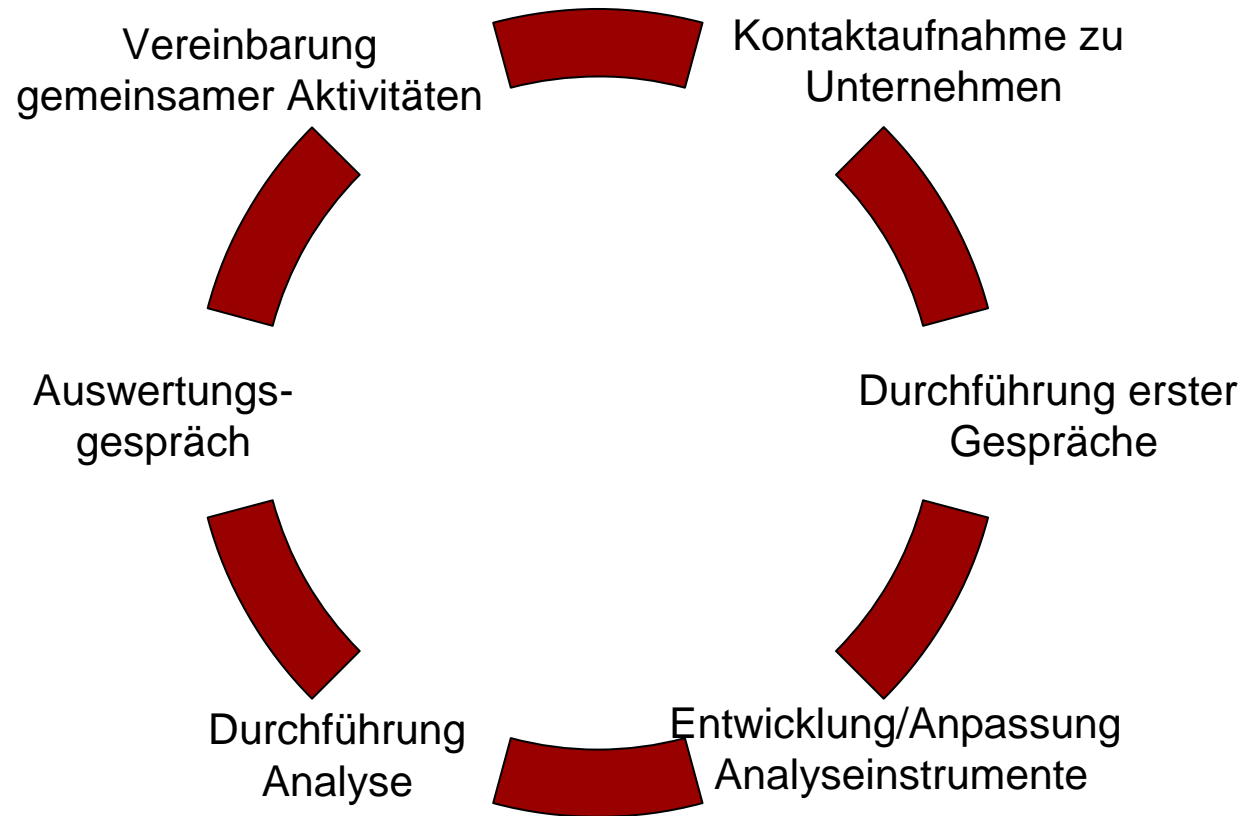 Vereinbarung
gemeinsamer Aktivitäten
Kontaktaufnahme zu
Unternehmen
Auswertungs-
gespräch
Durchführung erster
Gespräche
Durchführung
Analyse
Entwicklung/Anpassung
Analyseinstrumente